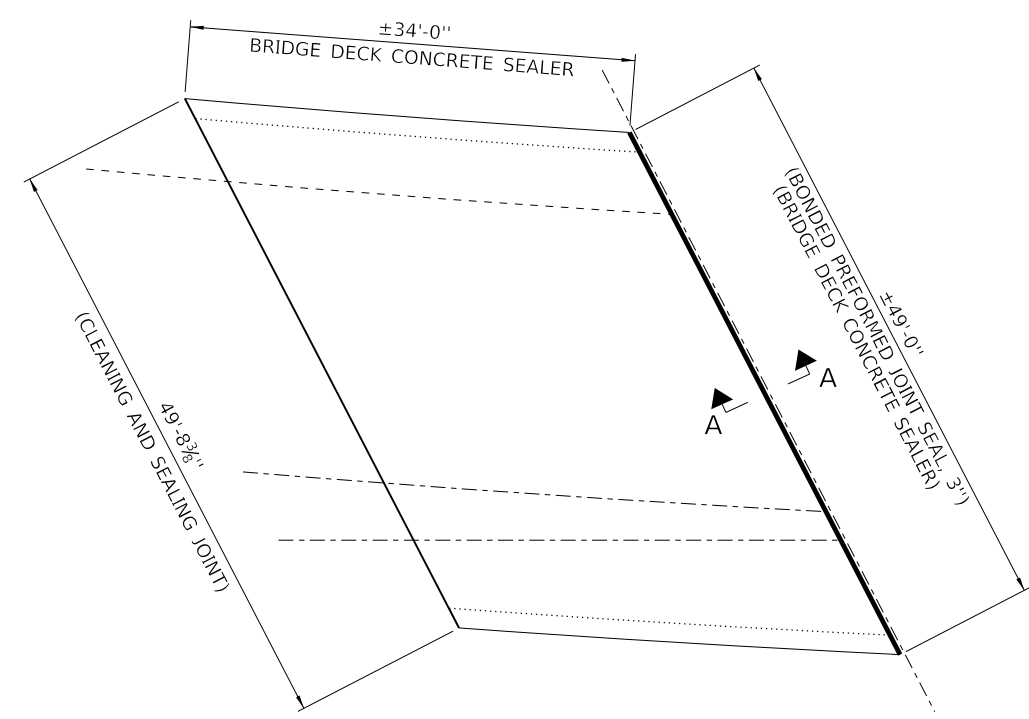 ±34'-0"
BRIDGE DECK CONCRETE SEALER
±49'-0"
(BONDED PREFORMED JOINT SEAL, 3")
(BRIDGE DECK CONCRETE SEALER)
A
A
49'-8⅜"
(CLEANING AND SEALING JOINT)